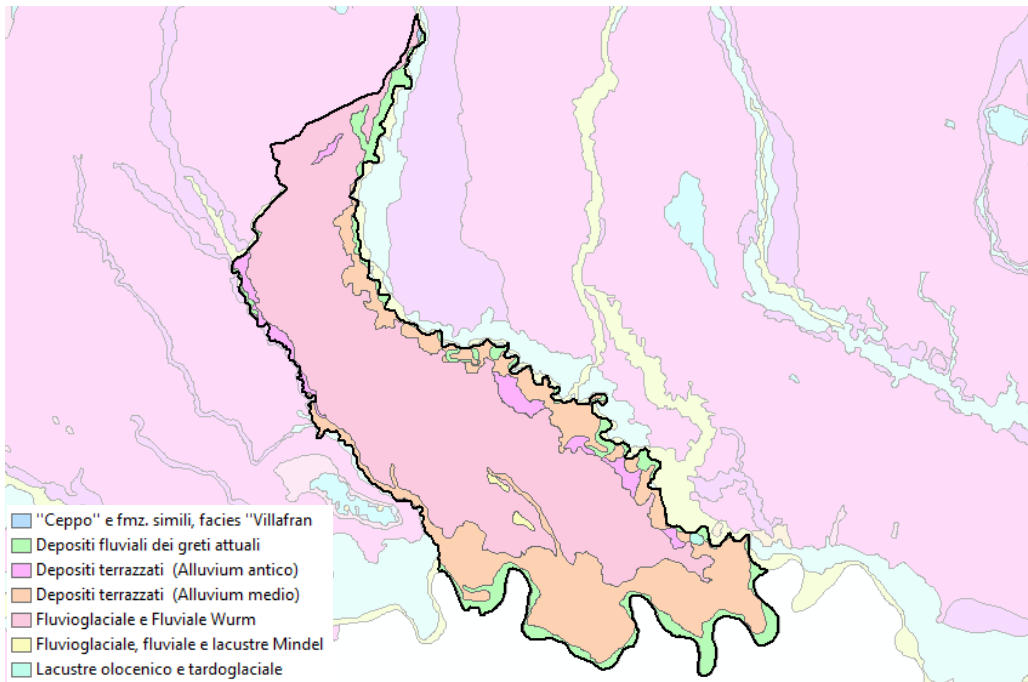 "Ceppo" e fmz. simili, facies "Villafran
Depositi fluviali dei greti attuali
Depositi terrazzati (Alluvium antico)
Depositi terrazzati (Alluvium medio)
Fluvioglaciale e Fluviale Wurm
Fluvioglaciale, fluviale e lacustre Mindel
Lacustre olocenico e tardoglaciale